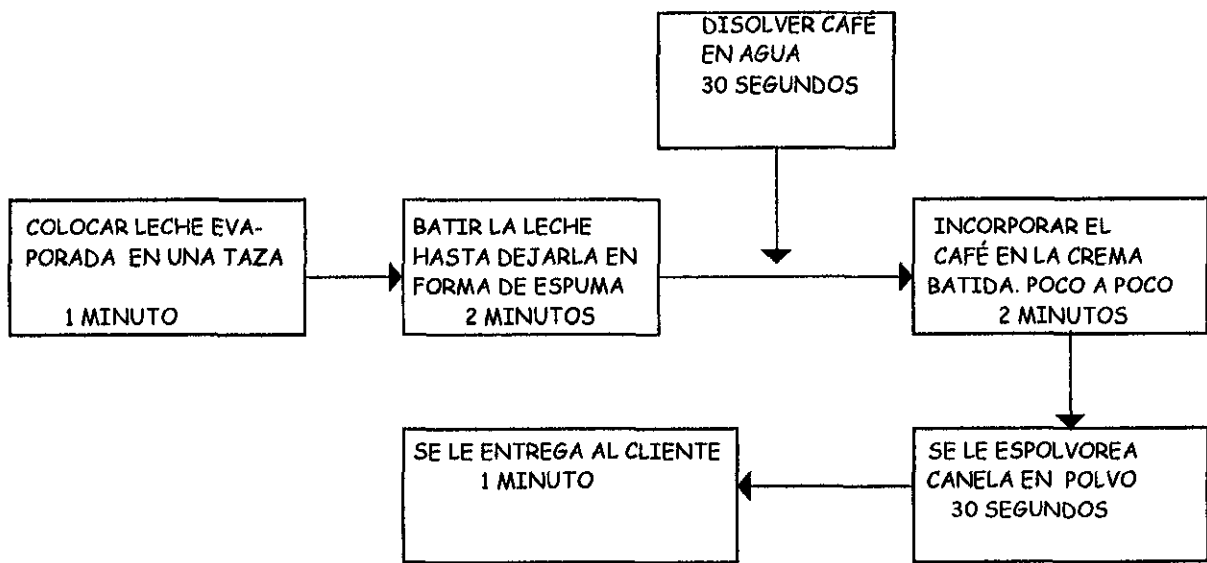 DISOLVER CAFÉ
EN AGUA
30 SEGUNDOS
COLOCAR LECHE EVA-
PORADA EN UNA TAZA
1 MINUTO
BATIR LA LECHE
HASTA DEJARLA EN
FORMA DE ESPUMA
2 MINUTOS
INCORPORAR EL
CAFÉ EN LA CREMA
BATIDA. POCO A POCO
2 MINUTOS
SE LE ESPOLVOREA
CANELA EN POLVO
30 SEGUNDOS
SE LE ENTREGA AL CLIENTE
1 MINUTO